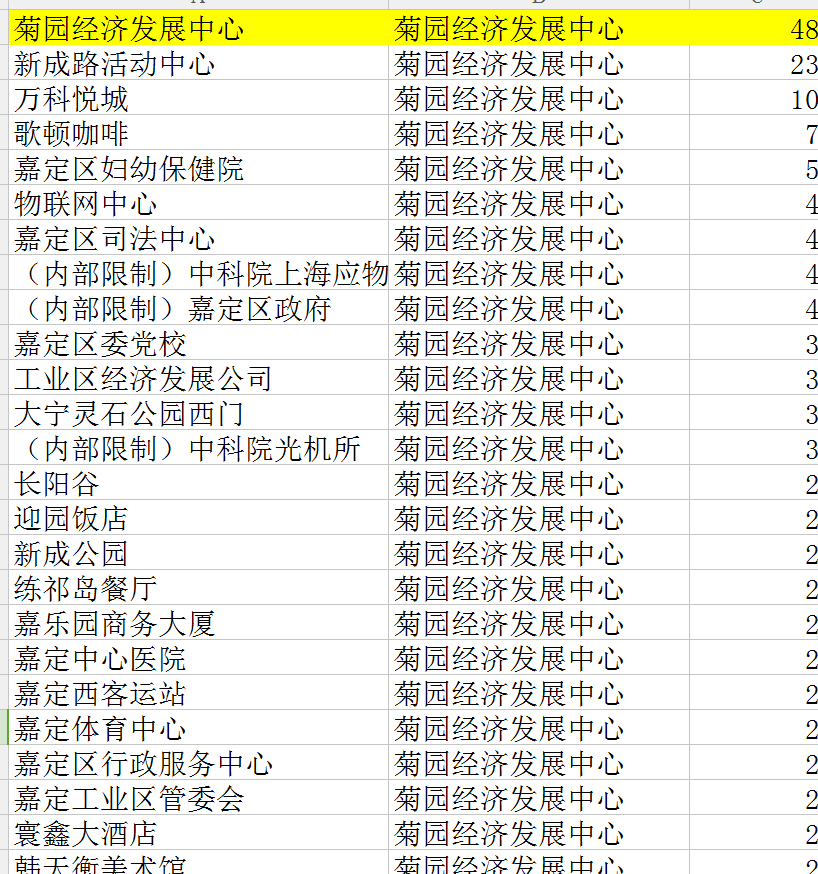 菊园经济发展中心 菊园经济发展中心 48
新成路活动中心 菊园经济发展中心 23
万科悦城 菊园经济发展中心 10
歌顿咖啡 菊园经济发展中心 7
嘉定区妇幼保健院 菊园经济发展中心 5
物联网中心 菊园经济发展中心 4
嘉定区司法中心 菊园经济发展中心 4
（内部限制）中科院上海应物 菊园经济发展中心 4
（内部限制）嘉定区政府 菊园经济发展中心 4
嘉定区委党校 菊园经济发展中心 3
工业区经济发展公司 菊园经济发展中心 3
大宁灵石公园西门 菊园经济发展中心 3
（内部限制）中科院光机所 菊园经济发展中心 3
长阳谷 菊园经济发展中心 2
迎园饭店 菊园经济发展中心 2
新成公园 菊园经济发展中心 2
练祁岛餐厅 菊园经济发展中心 2
嘉乐园商务大厦 菊园经济发展中心 2
嘉定中心医院 菊园经济发展中心 2
嘉定西客运站 菊园经济发展中心 2
嘉定体育中心 菊园经济发展中心 2
嘉定区行政服务中心 菊园经济发展中心 2
嘉定工业区管委会 菊园经济发展中心 2
寰鑫大酒店 菊园经济发展中心 2
韩天衡美术馆 菊园经济发展中心 2